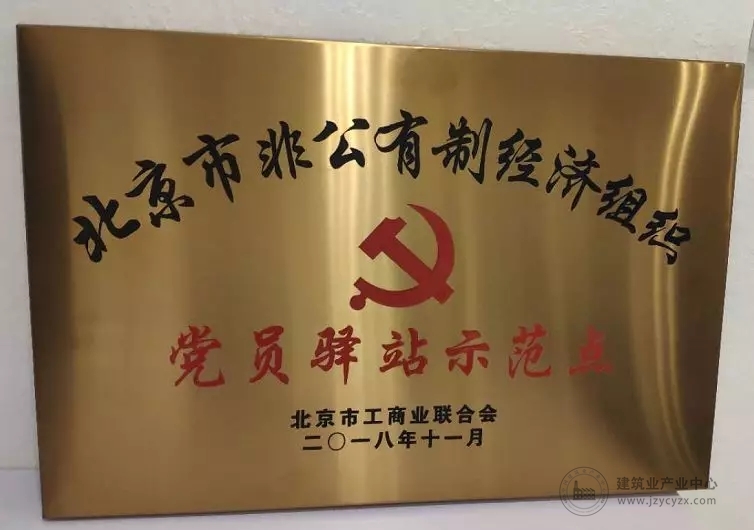 北京市非公有制经济组织
党员驿站示范点
北京市工商业联合会
二〇一八年十一月
建筑业产业中心
www.jzycyzx.com